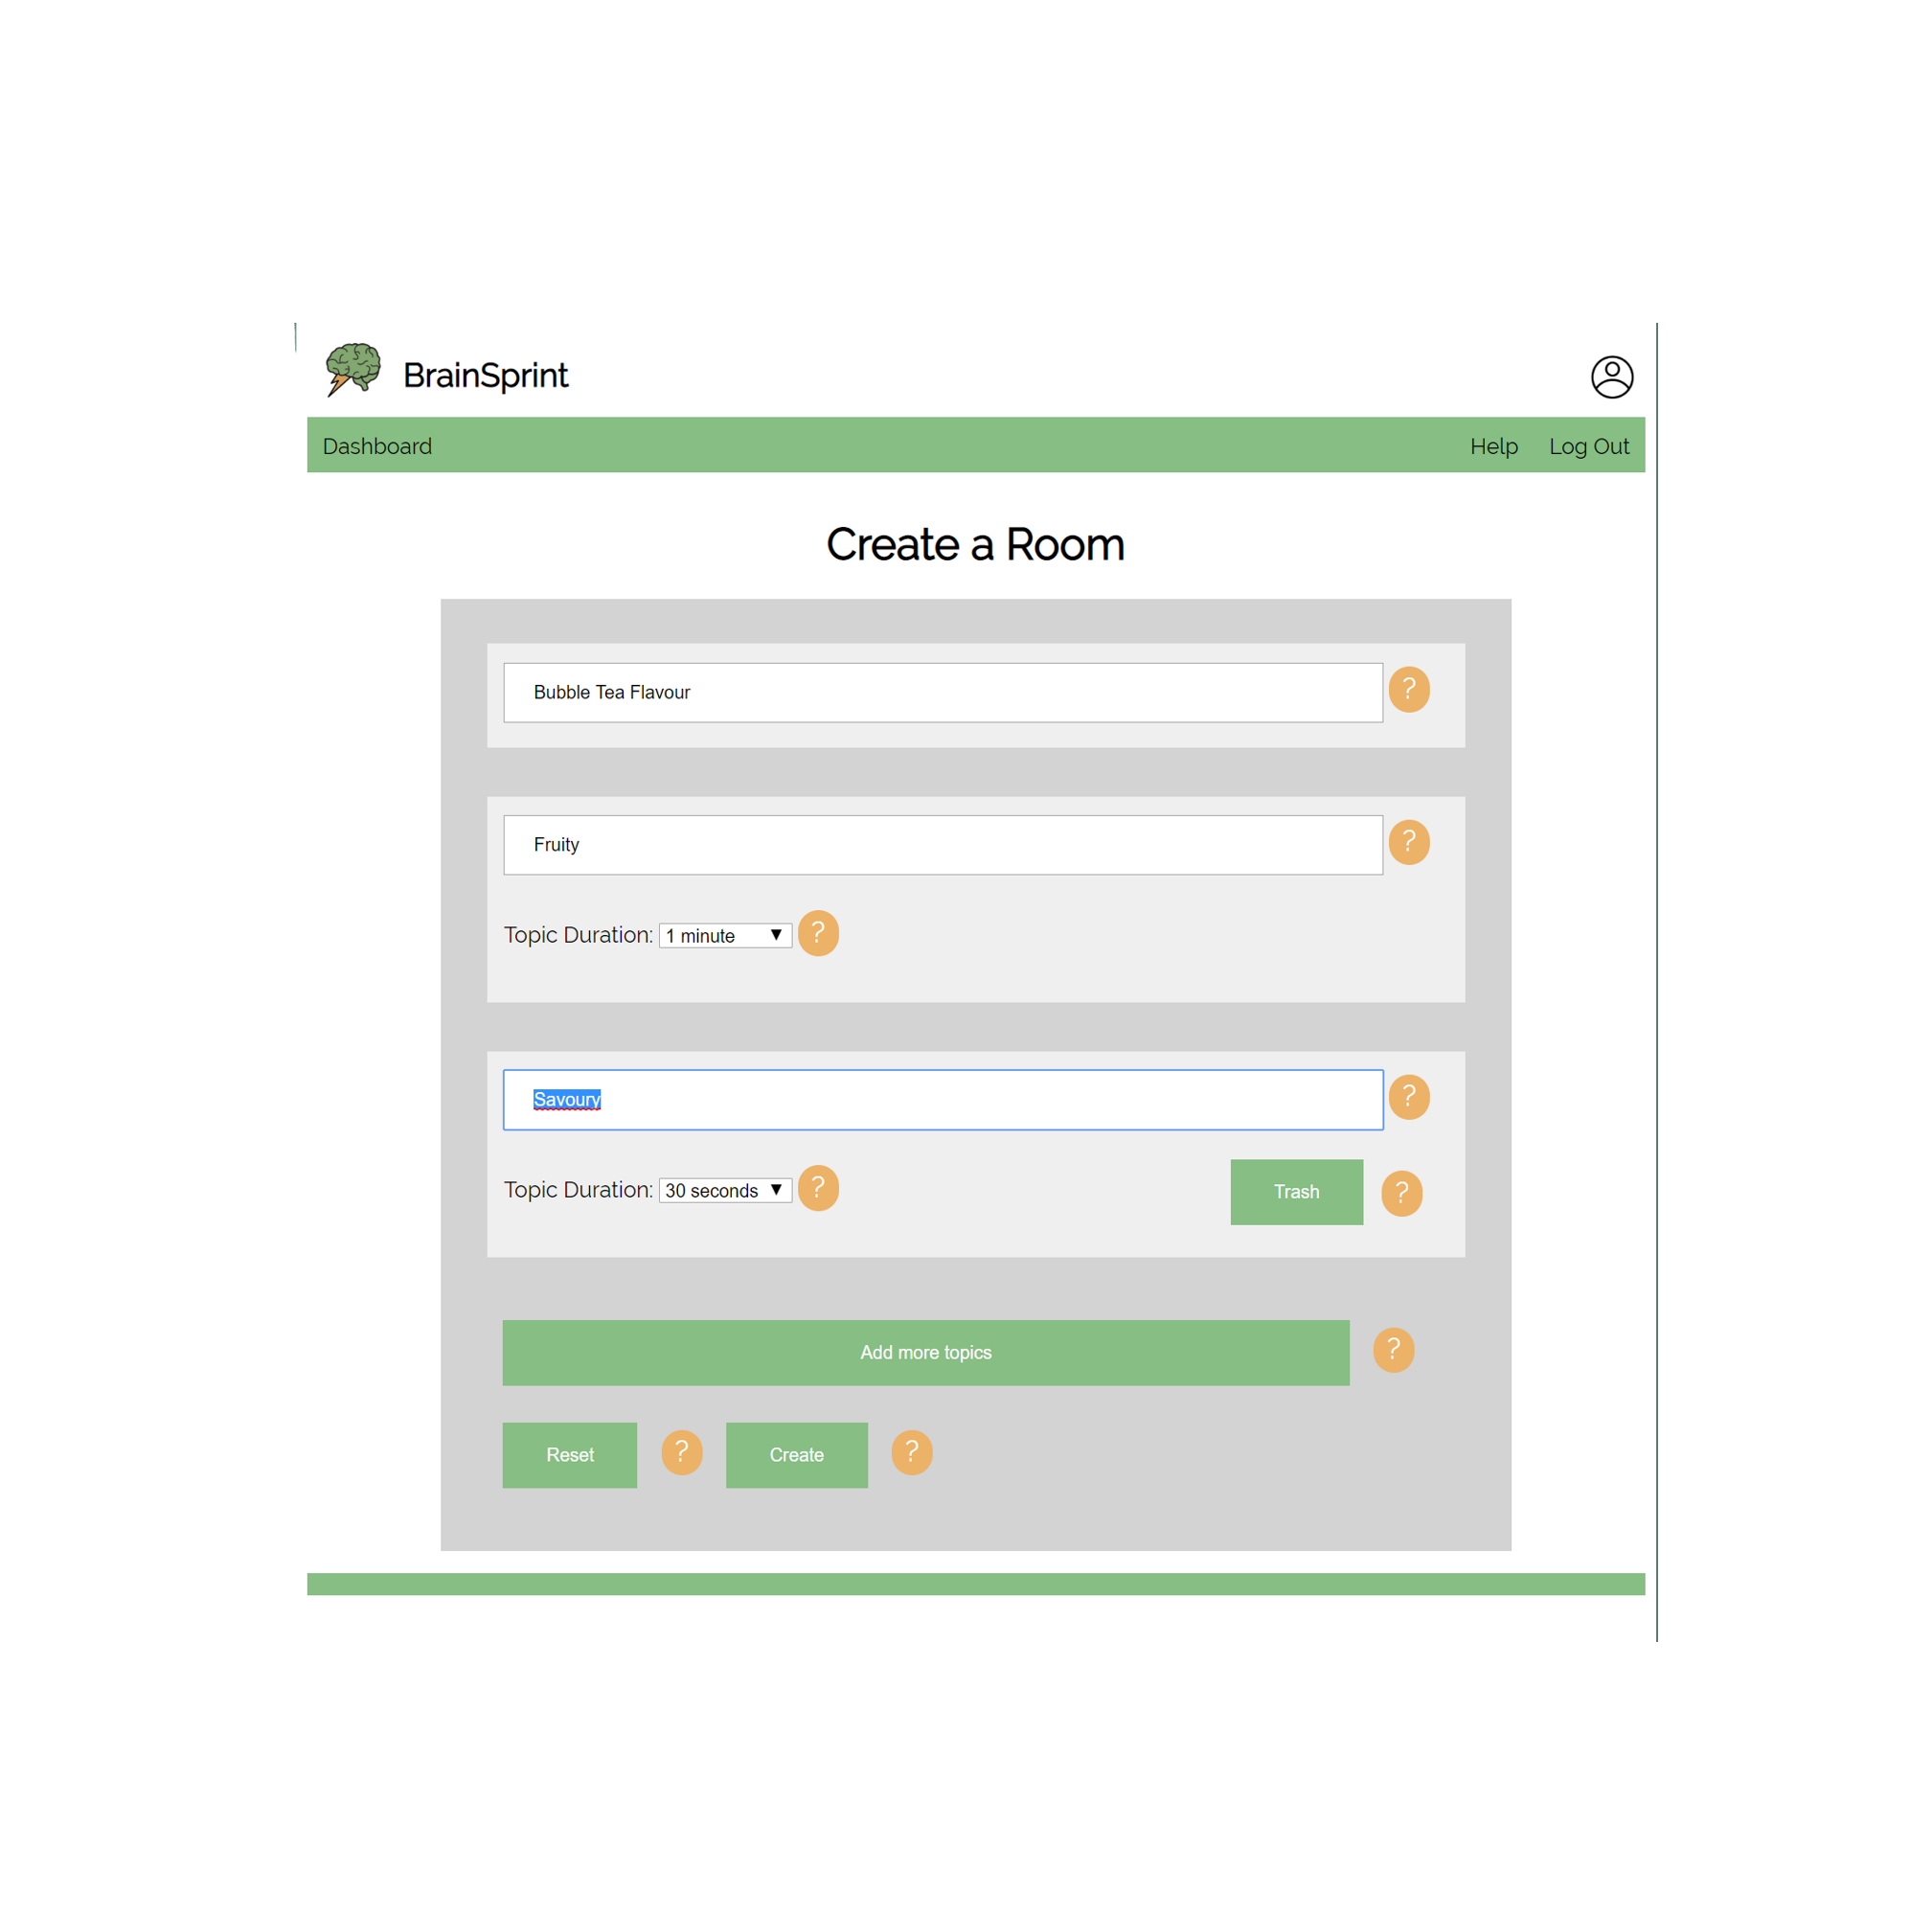 BrainSprint
Dashboard Help Log Out
Create a Room
Bubble Tea Flavour ?
Fruity ?
Topic Duration: 1 minute ▼ ?
Savoury ?
Topic Duration: 30 seconds ▼ ? Trash ?
Add more topics ?
Reset ? Create ?